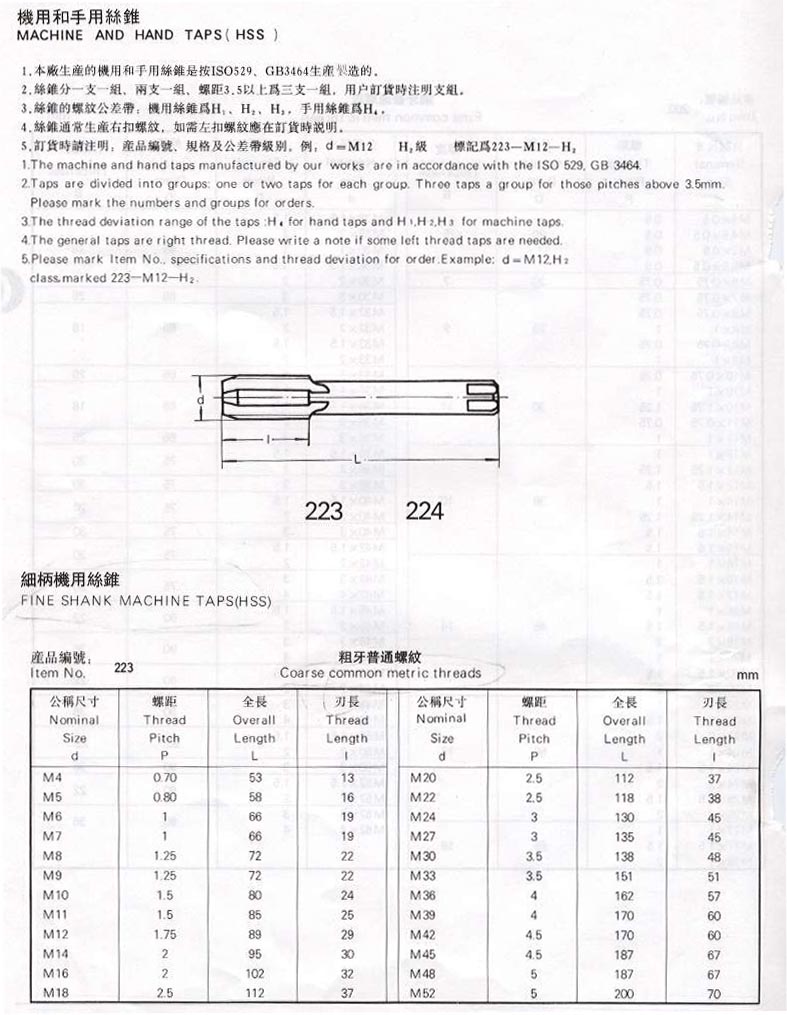 機用和手用絲錐
MACHINE AND HAND TAPS( HSS )
1.本廠生産的機用和手用絲錐是按ISO529、GB3464生産製造的。
2.絲錐分一支一組、兩支一組、螺距3.5以上爲三支一組，用户訂貨時注明支組。
3.絲錐的螺紋公差帶：機用絲錐爲H₁、H₂、H₃，手用絲錐爲H₄。
4.絲錐通常生産右扣螺紋，如需左扣螺紋應在訂貨時説明。
5.訂貨時請注明：産品編號、規格及公差帶級别。例：d＝M12 H₂級 標記爲223—M12—H₂
1.The machine and hand taps manufactured by our works are in accordance with the ISO 529, GB 3464.
2.Taps are divided into groups: one or two taps for each group. Three taps a group for those pitches above 3.5mm.
Please mark the numbers and groups for orders.
3.The thread deviation range of the taps :H₄ for hand taps and H₁,H₂,H₃ for machine taps.
4.The general taps are right thread. Please write a note if some left thread taps are needed.
5.Please mark Item No., specifications and thread deviation for order.Example: d＝M12,H₂
class,marked 223—M12—H₂.
d
l
L
223 224
細柄機用絲錐
FINE SHANK MACHINE TAPS(HSS)
産品編號：
Item No. 223
粗牙普通螺紋
Coarse common metric threads
mm
公稱尺寸 螺距 全長 刃長 公稱尺寸 螺距 全長 刃長
Nominal Thread Overall Thread Nominal Thread Overall Thread
Size Pitch Length Length Size Pitch Length Length
d P L l d P L l
M4 0.70 53 13 M20 2.5 112 37
M5 0.80 58 16 M22 2.5 118 38
M6 1 66 19 M24 3 130 45
M7 1 66 19 M27 3 135 45
M8 1.25 72 22 M30 3.5 138 48
M9 1.25 72 22 M33 3.5 151 51
M10 1.5 80 24 M36 4 162 57
M11 1.5 85 25 M39 4 170 60
M12 1.75 89 29 M42 4.5 170 60
M14 2 95 30 M45 4.5 187 67
M16 2 102 32 M48 5 187 67
M18 2.5 112 37 M52 5 200 70